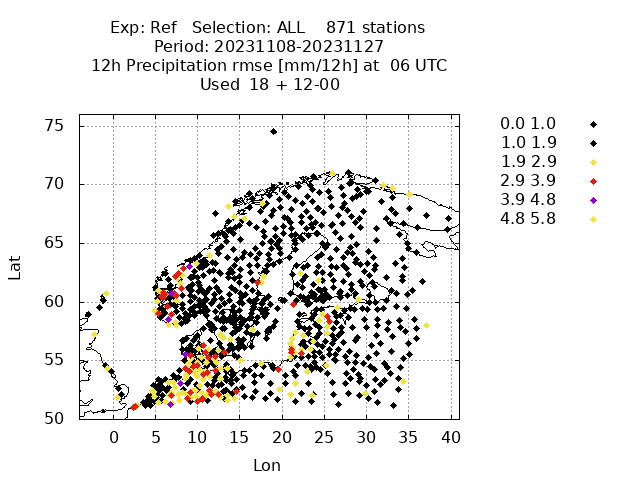 Exp: Ref   Selection: ALL    871 stations
Period: 20231108-20231127
12h Precipitation rmse [mm/12h] at  06 UTC
Used  18 + 12-00
0.0 1.0
1.0 1.9
1.9 2.9
2.9 3.9
3.9 4.8
4.8 5.8
75
70
65
60
55
50
Lat
0 5 10 15 20 25 30 35 40
Lon